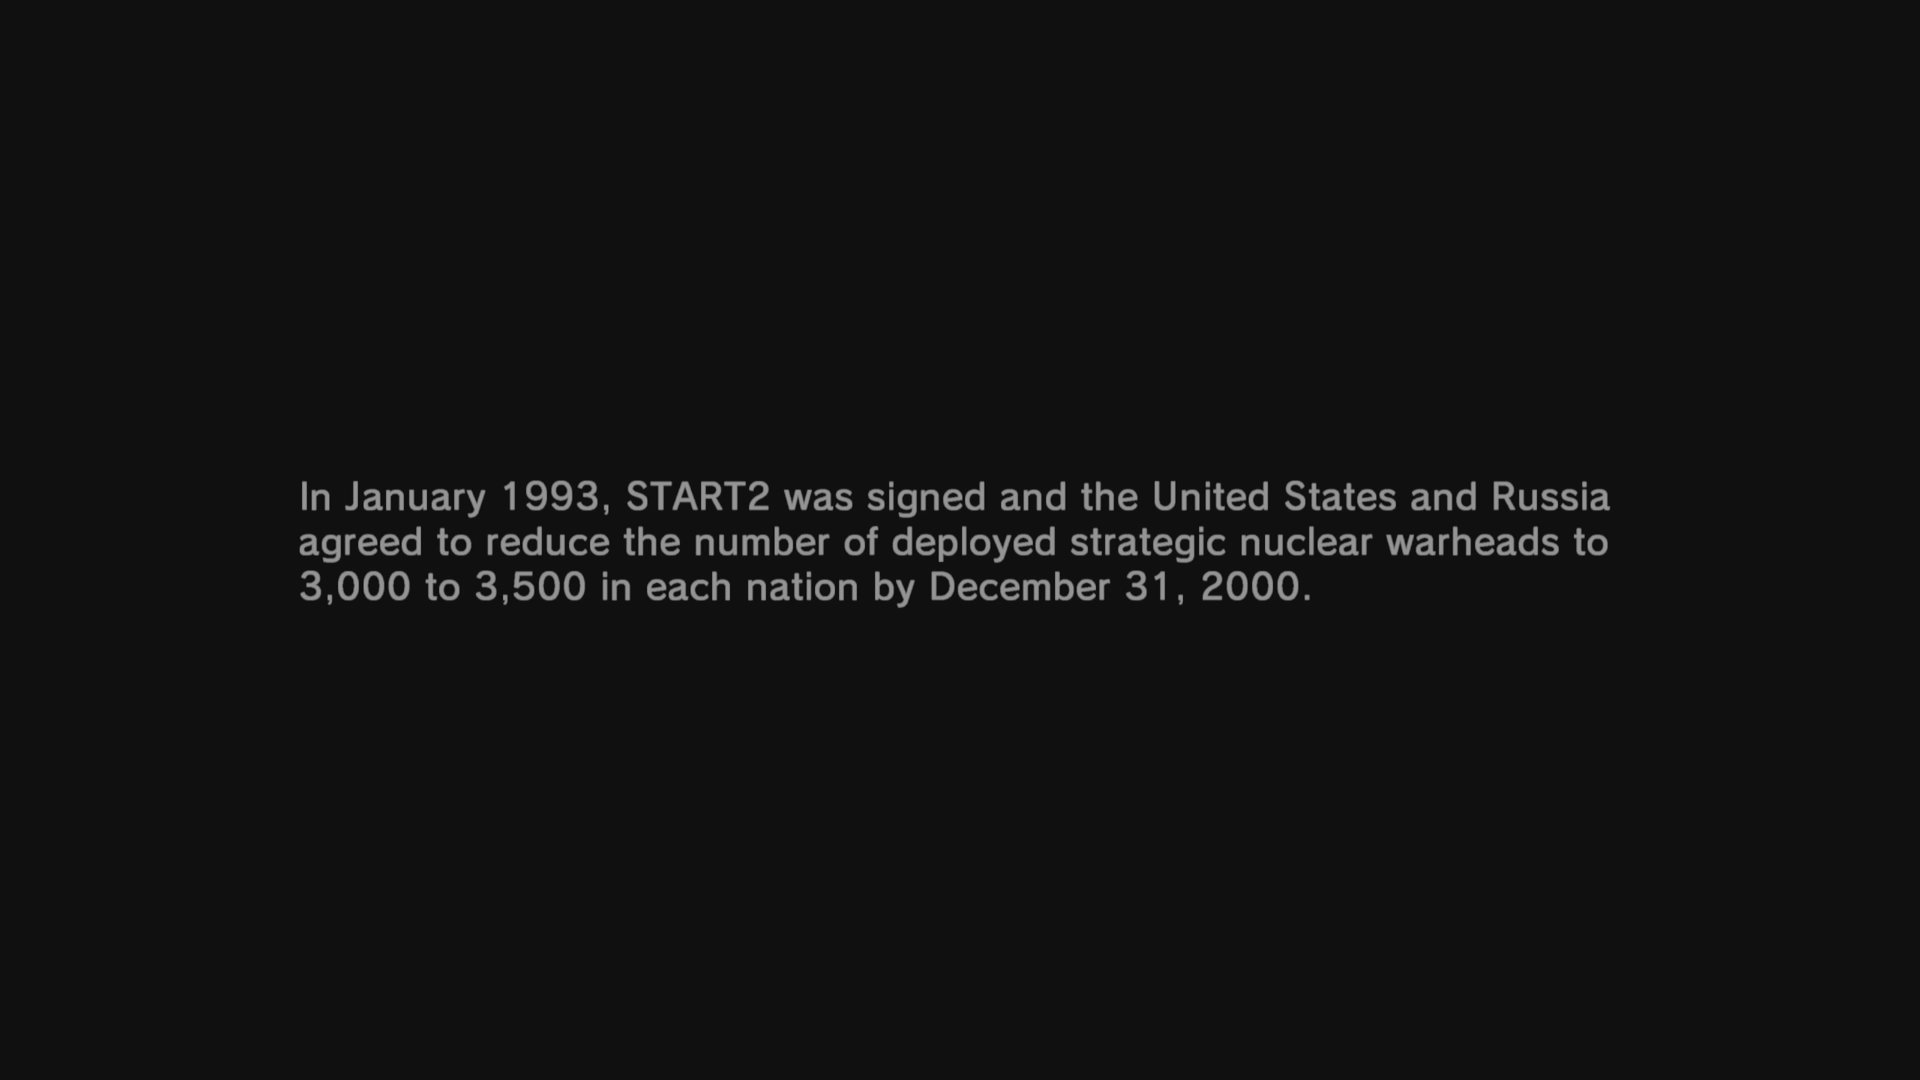 In January 1993, START2 was signed and the United States and Russia
agreed to reduce the number of deployed strategic nuclear warheads to
3,000 to 3,500 in each nation by December 31, 2000.